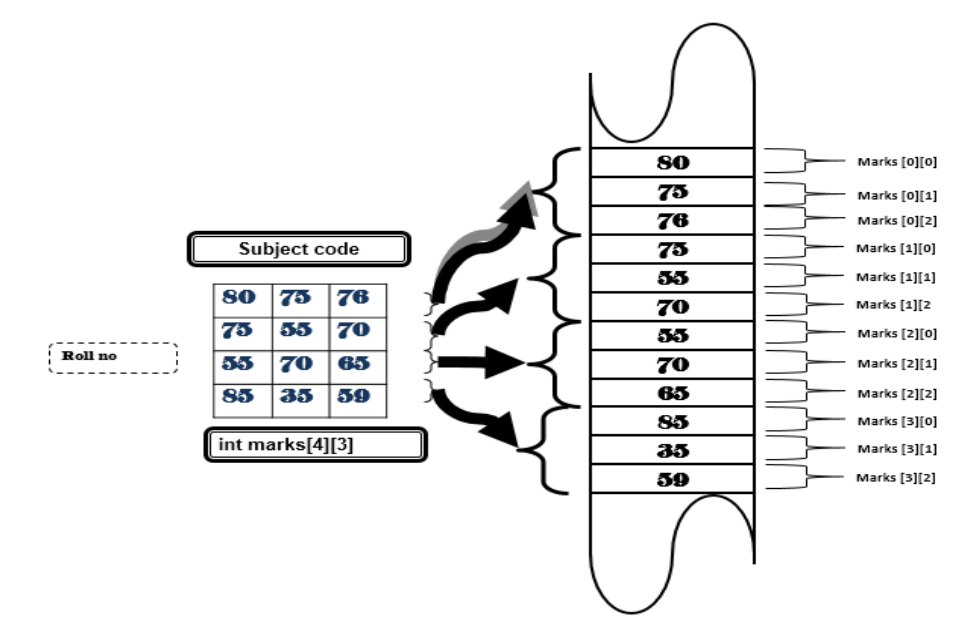 Subject code
80 75 76
75 55 70
55 70 65
85 35 59
Roll no
int marks[4][3]
80 Marks [0][0]
75 Marks [0][1]
76 Marks [0][2]
75 Marks [1][0]
55 Marks [1][1]
70 Marks [1][2
55 Marks [2][0]
70 Marks [2][1]
65 Marks [2][2]
85 Marks [3][0]
35 Marks [3][1]
59 Marks [3][2]